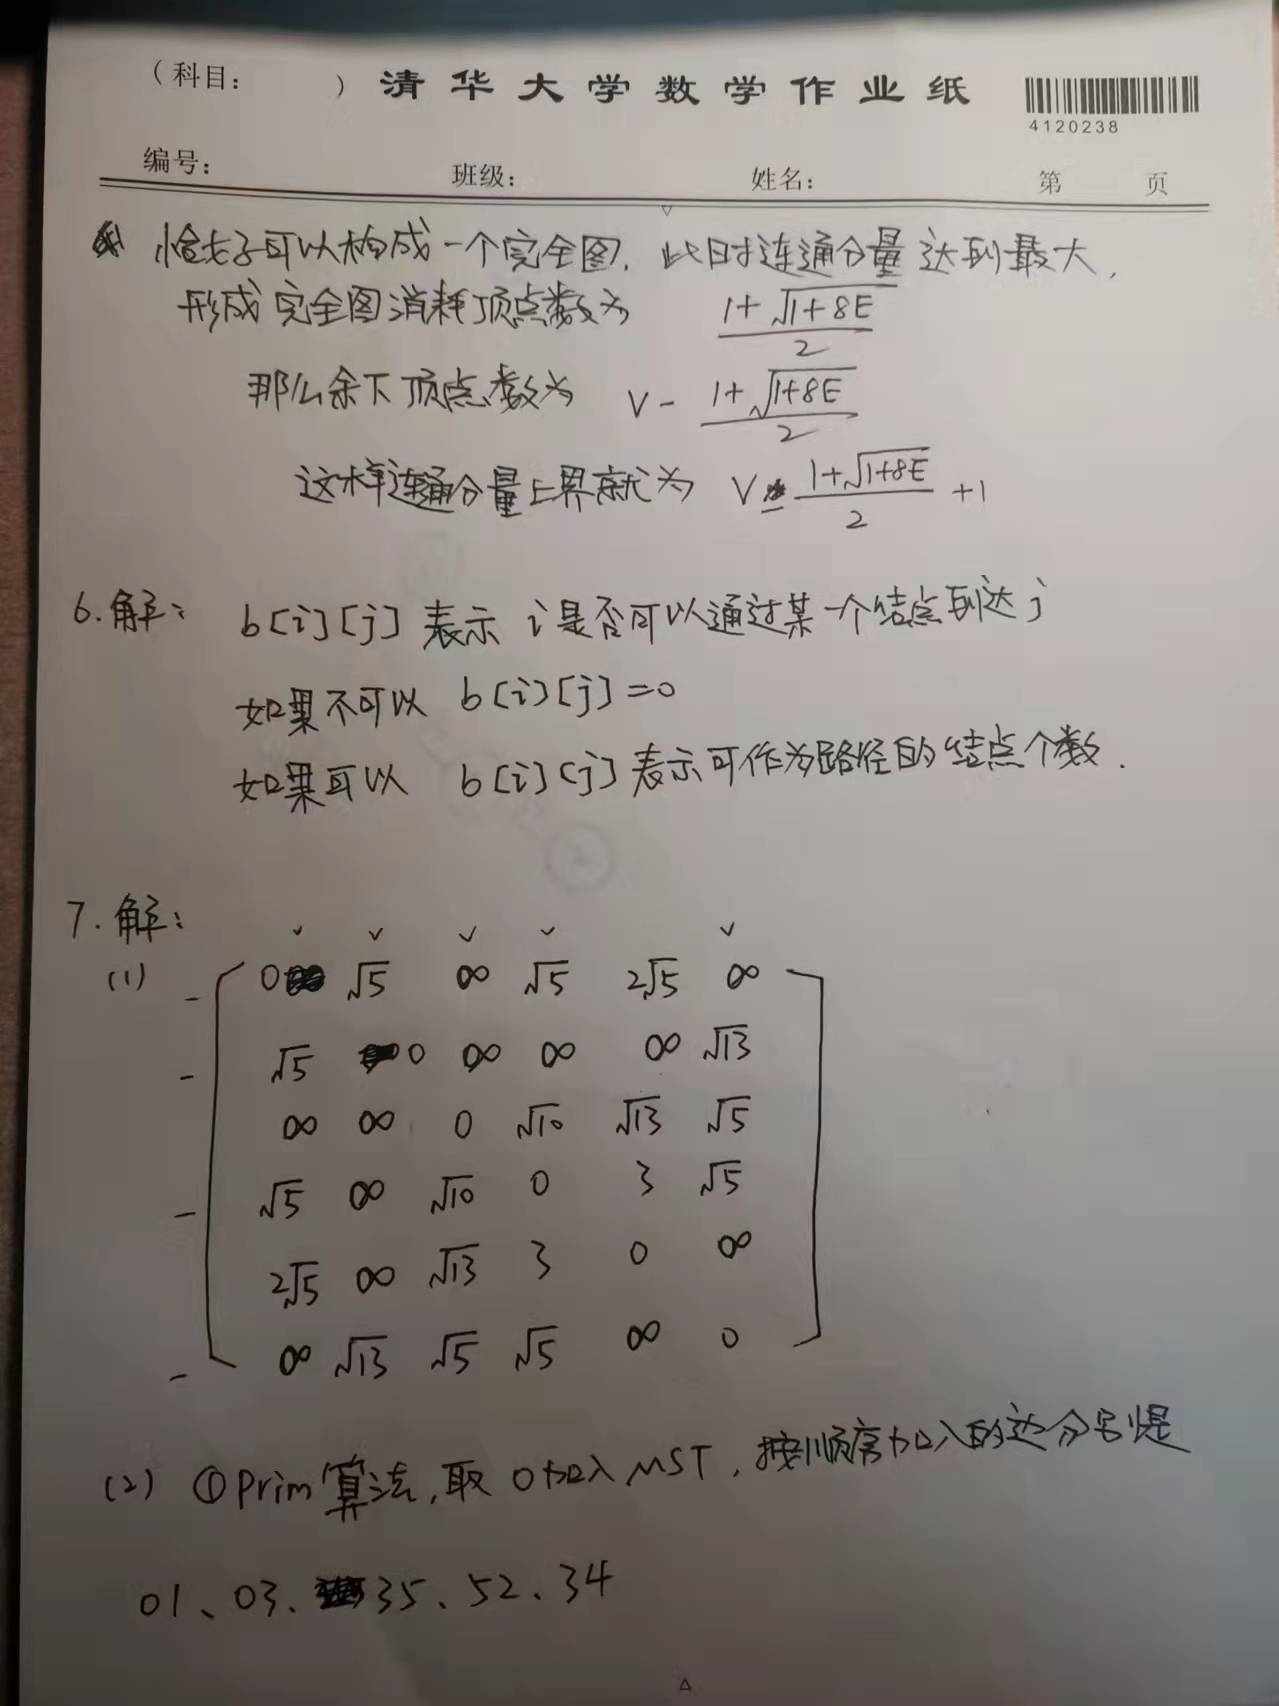 （科目：　　）清华大学数学作业纸
4120238
编号：　班级：　姓名：　第　页
恰女子可以构成一个完全图，此时连通分量达到最大，
形成完全图消耗顶点数为 (1+√(1+8E))/2
那么余下顶点数为 V - (1+√(1+8E))/2
这样连通分量上界就为 V - (1+√(1+8E))/2 +1
6.解： b[i][j] 表示 i是否可以通过某一个结点到达j
如果不可以 b[i][j]=0
如果可以 b[i][j]表示可作为路径的结点个数.
7.解：
(1)
0 √5 ∞ √5 2√5 ∞
√5 0 ∞ ∞ ∞ √13
∞ ∞ 0 √10 √13 √5
√5 ∞ √10 0 3 √5
2√5 ∞ √13 3 0 ∞
∞ √13 √5 √5 ∞ 0
(2) ①Prim算法，取 0加入MST，按顺序加入的边分别是
01、03、35、52、34